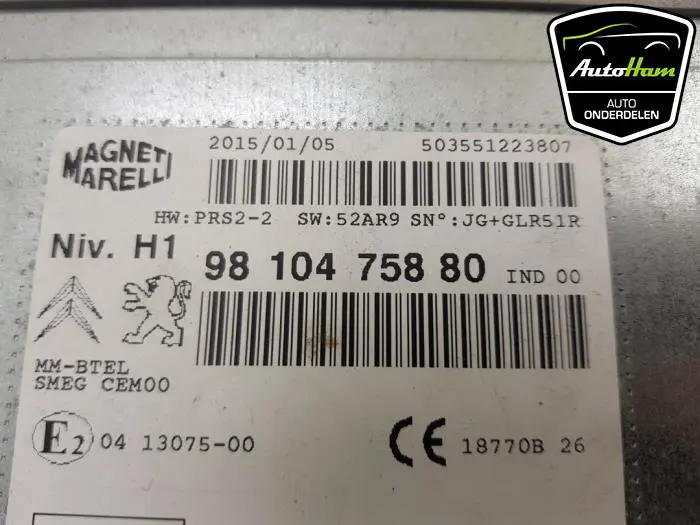 AutoHam
AUTO
ONDERDELEN
MAGNETI
MARELLI
2015/01/05 503551223807
HW:PRS2-2 SW:52AR9 SN°:JG+GLR51R
Niv. H1 98 104 758 80 IND 00
MM-BTEL
SMEG CEM00
E2 04 13075-00 CE 18770B 26